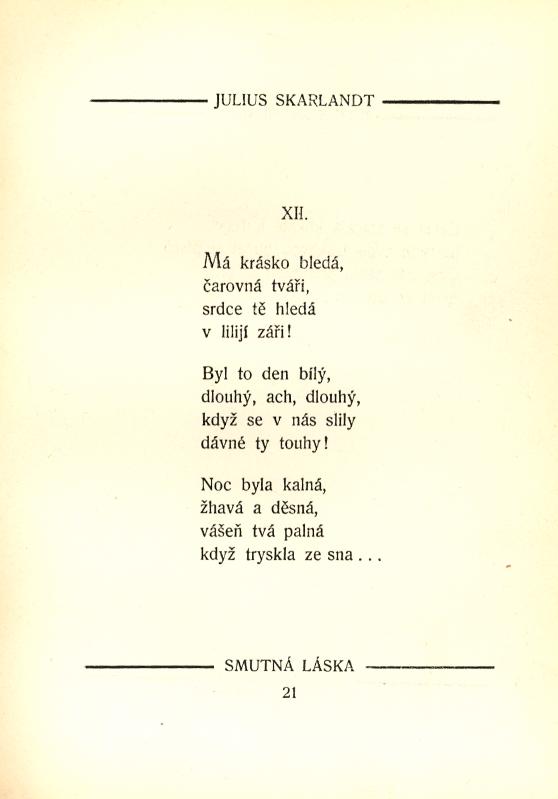 JULIUS SKARLANDT
XII.
Má krásko bledá,
čarovná tváři,
srdce tě hledá
v lilijí záři!
Byl to den bílý,
dlouhý, ach, dlouhý,
když se v nás slily
dávné ty touhy!
Noc byla kalná,
žhavá a děsná,
vášeň tvá palná
když tryskla ze sna...
SMUTNÁ LÁSKA
21